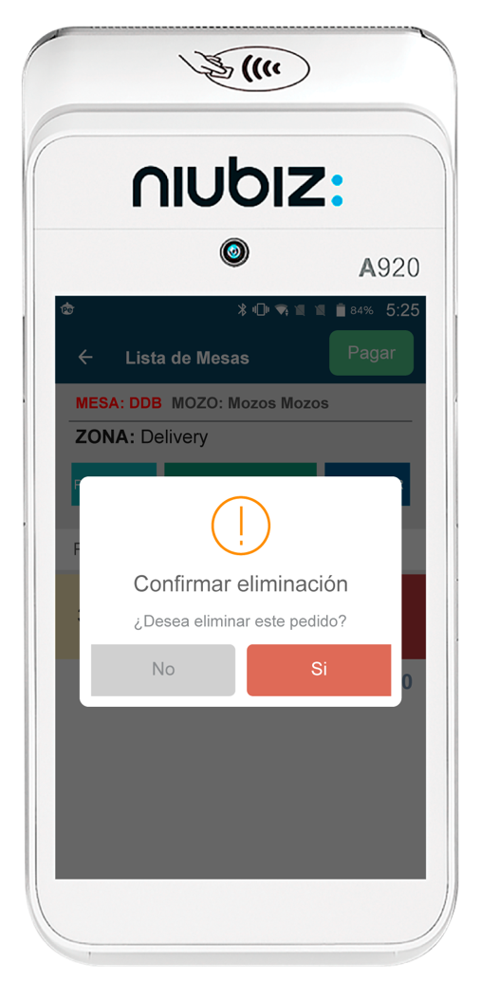 niubiz:
A920
84% 5:25
Lista de Mesas
Pagar
MESA: DDB MOZO: Mozos Mozos
ZONA: Delivery
Confirmar eliminación
¿Desea eliminar este pedido?
No
Si
0